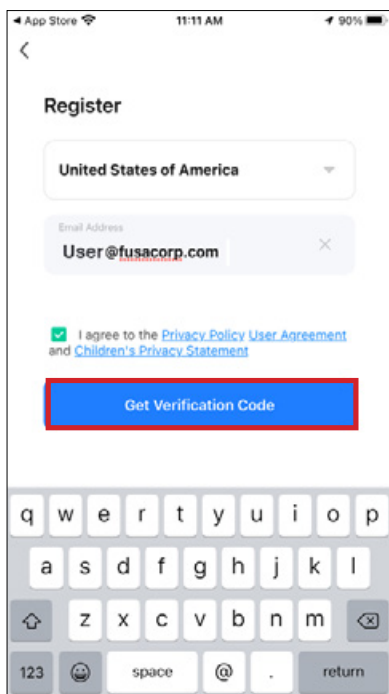 App Store 11:11 AM 90%
Register
United States of America
Email Address
User@fusacorp.com
I agree to the Privacy Policy User Agreement
and Children's Privacy Statement
Get Verification Code
q w e r t y u i o p
a s d f g h j k l
z x c v b n m
123 space @ . return